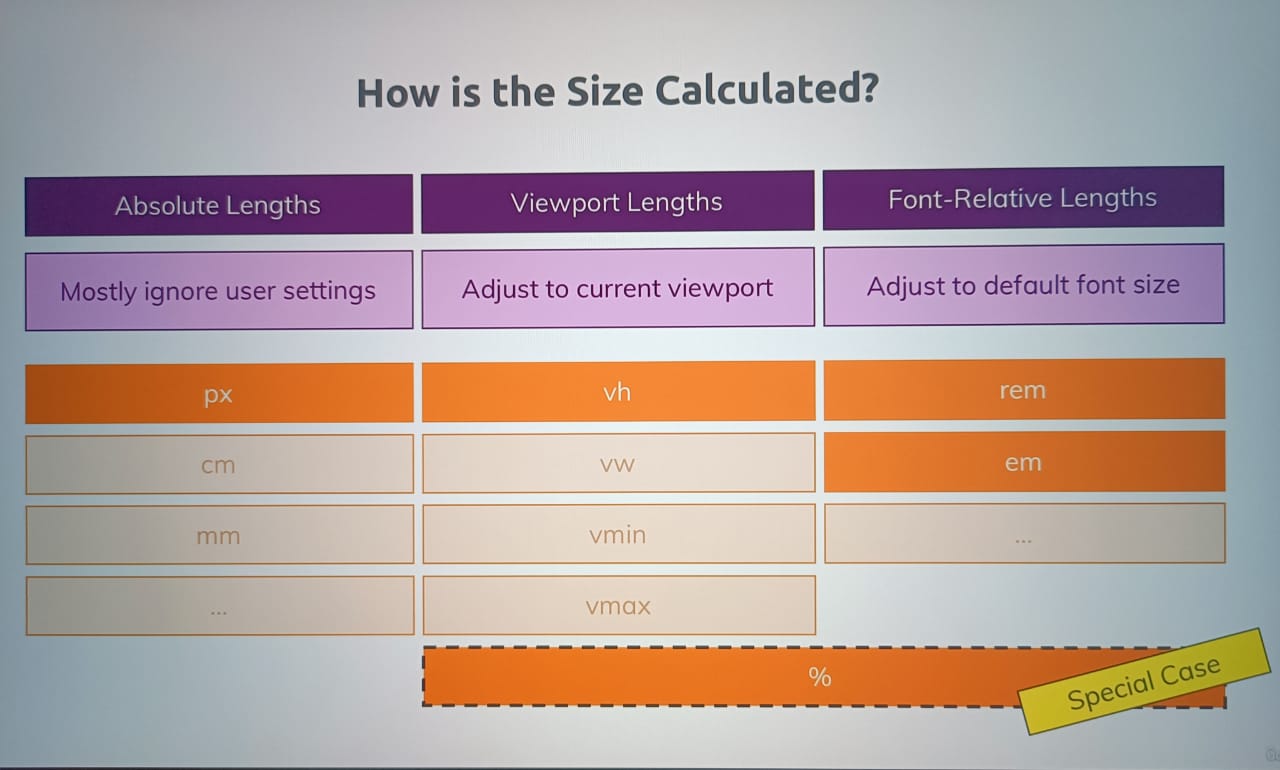 How is the Size Calculated?
Absolute Lengths
Viewport Lengths
Font-Relative Lengths
Mostly ignore user settings
Adjust to current viewport
Adjust to default font size
px
vh
rem
cm
vw
em
mm
vmin
...
...
vmax
%
Special Case